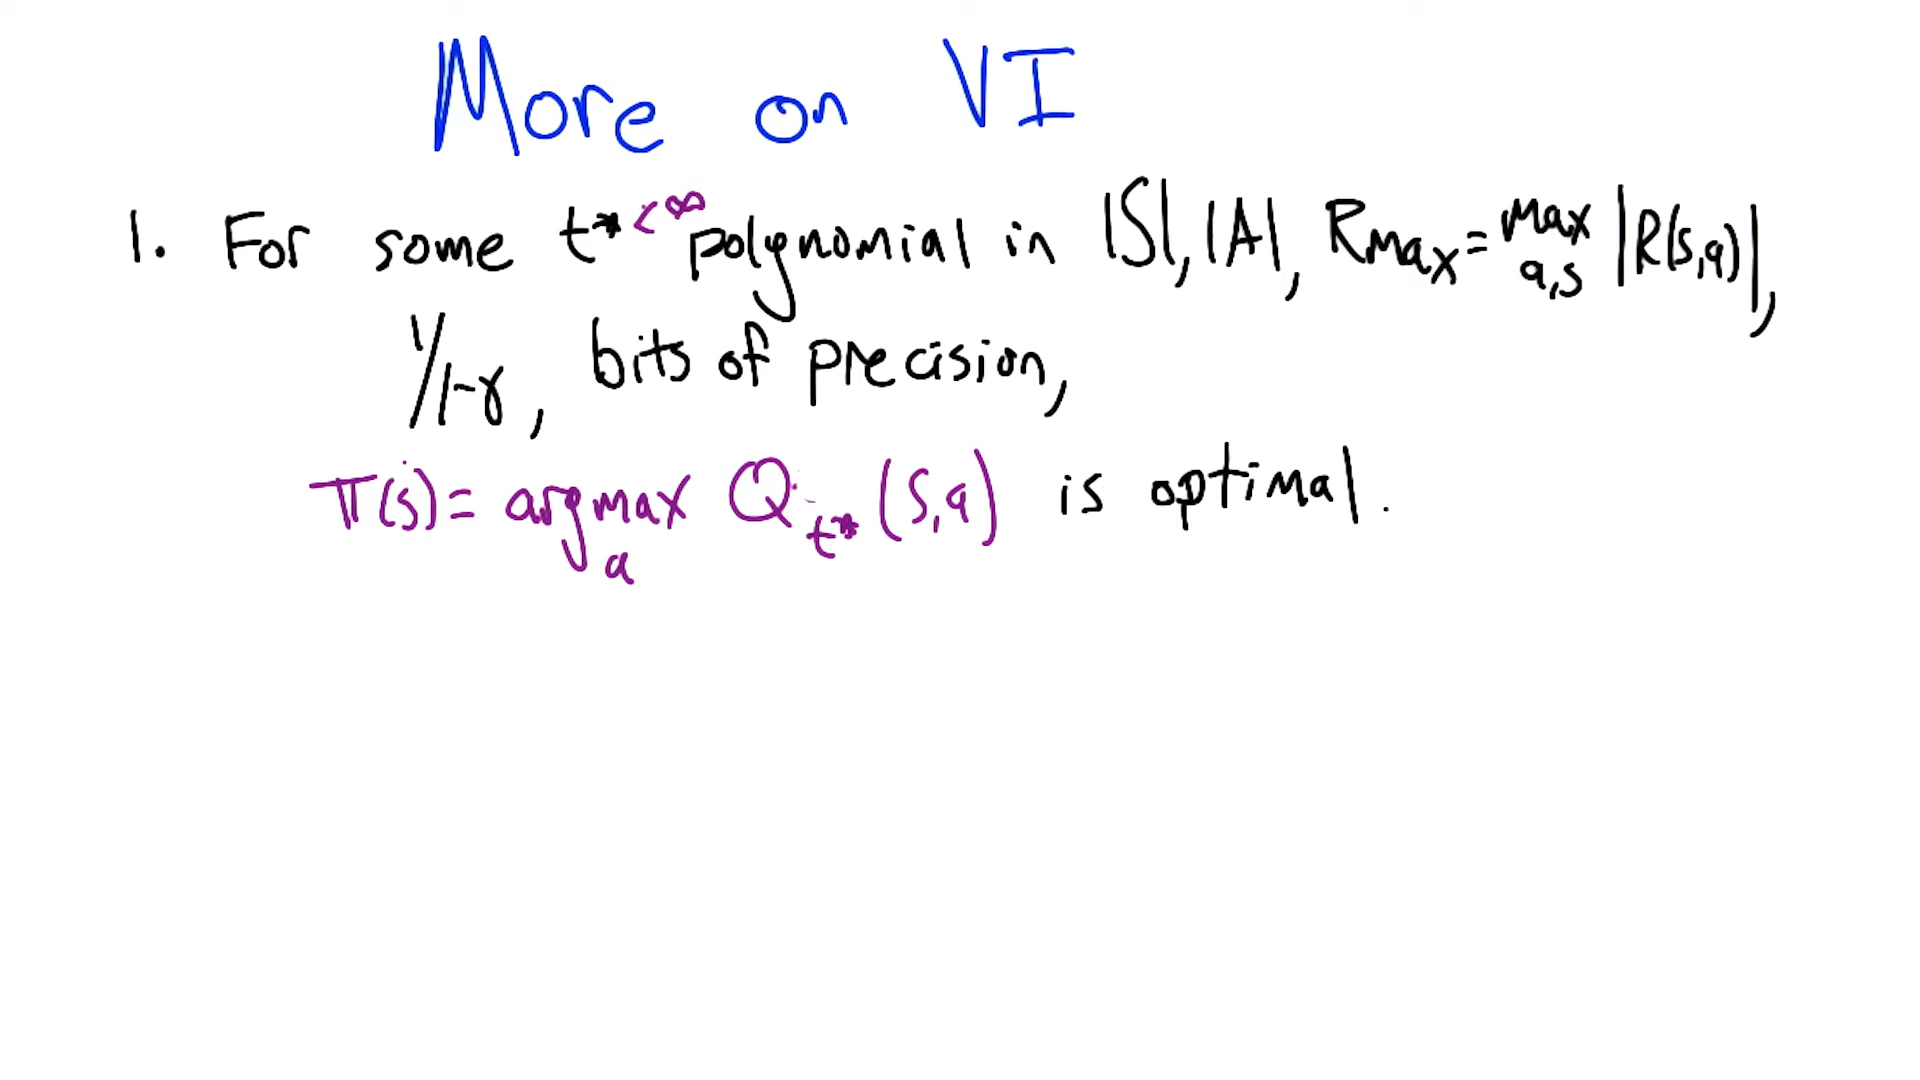 More on VI
1. For some t* <∞ polynomial in |S|, |A|, Rmax = max a,s |R(s,a)|,
1/1-γ, bits of precision,
π(s) = argmax a Q t* (s,a) is optimal.